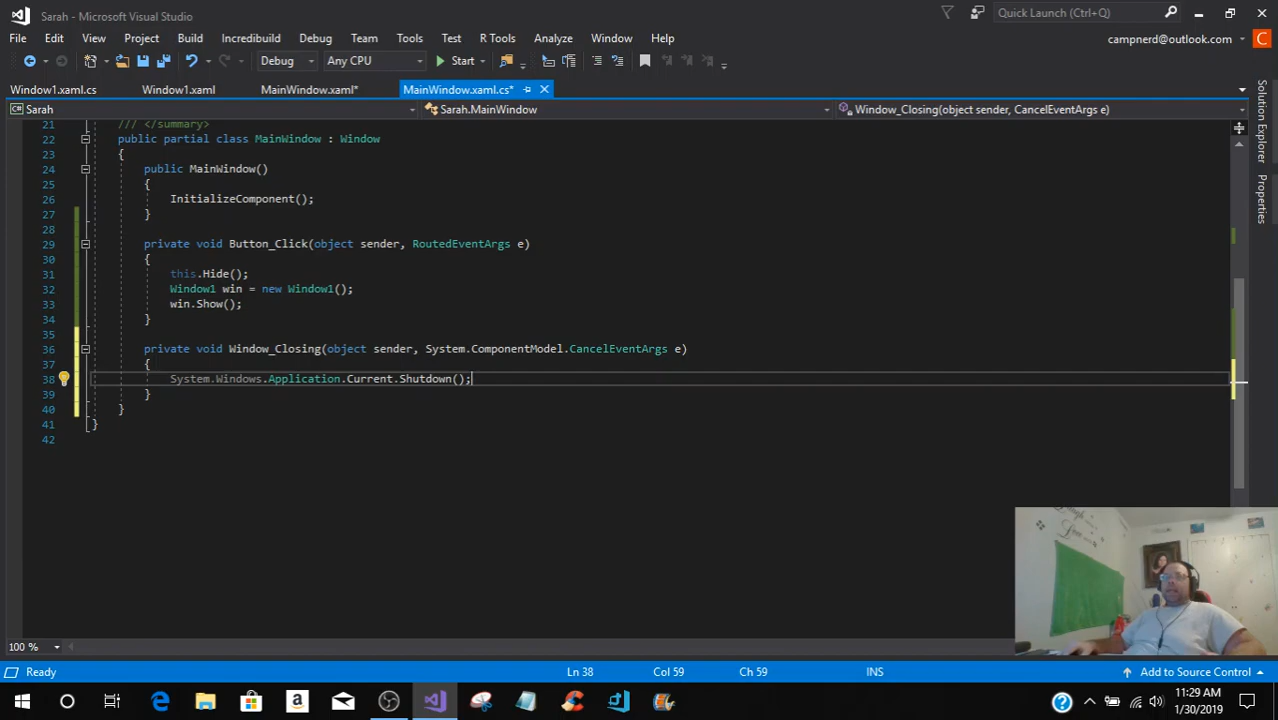 Sarah - Microsoft Visual Studio
Quick Launch (Ctrl+Q)
File Edit View Project Build Incredibuild Debug Team Tools Test R Tools Analyze Window Help
campnerd@outlook.com C
Debug Any CPU Start
Window1.xaml.cs Window1.xaml MainWindow.xaml* MainWindow.xaml.cs*
Sarah Sarah.MainWindow Window_Closing(object sender, CancelEventArgs e)
21 /// </summary>
22 public partial class MainWindow : Window
23 {
24 public MainWindow()
25 {
26 InitializeComponent();
27 }
28
29 private void Button_Click(object sender, RoutedEventArgs e)
30 {
31 this.Hide();
32 Window1 win = new Window1();
33 win.Show();
34 }
35
36 private void Window_Closing(object sender, System.ComponentModel.CancelEventArgs e)
37 {
38 System.Windows.Application.Current.Shutdown();
39 }
40 }
41 }
42
Solution Explorer
Properties
100 %
Ready Ln 38 Col 59 Ch 59 INS Add to Source Control
11:29 AM
1/30/2019